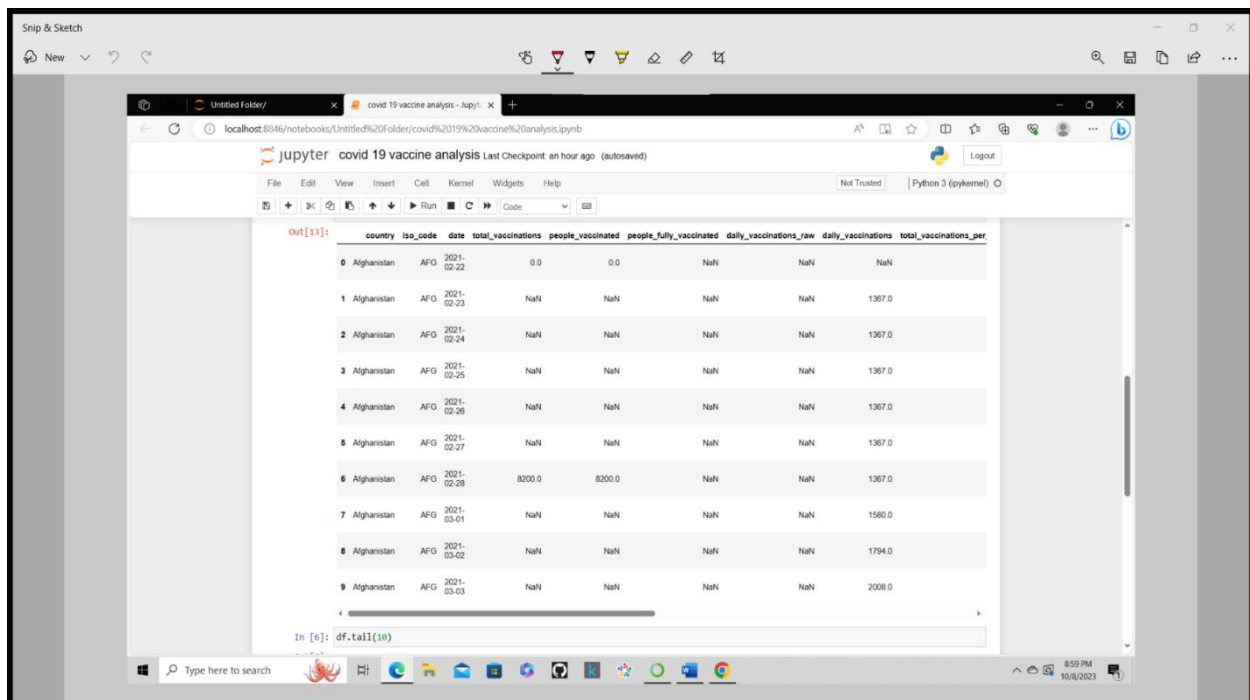 Snip & Sketch
New
Untitled Folder/ covid 19 vaccine analysis - Jupyt
localhost:8846/notebooks/Untitled%20Folder/covid%2019%20vaccine%20analysis.ipynb
jupyter covid 19 vaccine analysis Last Checkpoint: an hour ago (autosaved)
Logout
File Edit View Insert Cell Kernel Widgets Help
Not Trusted Python 3 (ipykernel)
Run Code
Out[13]:
country iso_code date total_vaccinations people_vaccinated people_fully_vaccinated daily_vaccinations_raw daily_vaccinations total_vaccinations_per_
0 Afghanistan AFG 2021-02-22 0.0 0.0 NaN NaN NaN
1 Afghanistan AFG 2021-02-23 NaN NaN NaN NaN 1367.0
2 Afghanistan AFG 2021-02-24 NaN NaN NaN NaN 1367.0
3 Afghanistan AFG 2021-02-25 NaN NaN NaN NaN 1367.0
4 Afghanistan AFG 2021-02-26 NaN NaN NaN NaN 1367.0
5 Afghanistan AFG 2021-02-27 NaN NaN NaN NaN 1367.0
6 Afghanistan AFG 2021-02-28 8200.0 8200.0 NaN NaN 1367.0
7 Afghanistan AFG 2021-03-01 NaN NaN NaN NaN 1580.0
8 Afghanistan AFG 2021-03-02 NaN NaN NaN NaN 1794.0
9 Afghanistan AFG 2021-03-03 NaN NaN NaN NaN 2008.0
In [6]: df.tail(10)
Type here to search
8:59 PM
10/8/2023